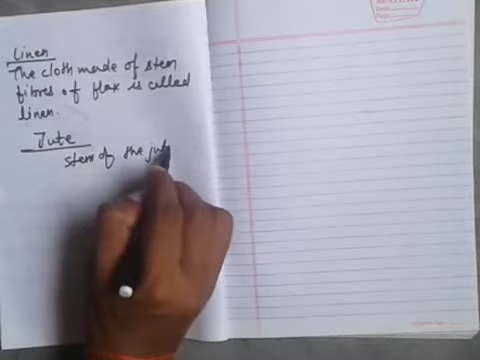 Linen
The cloth made of stem
fibres of flax is called
linen.
Jute
stem of the jut